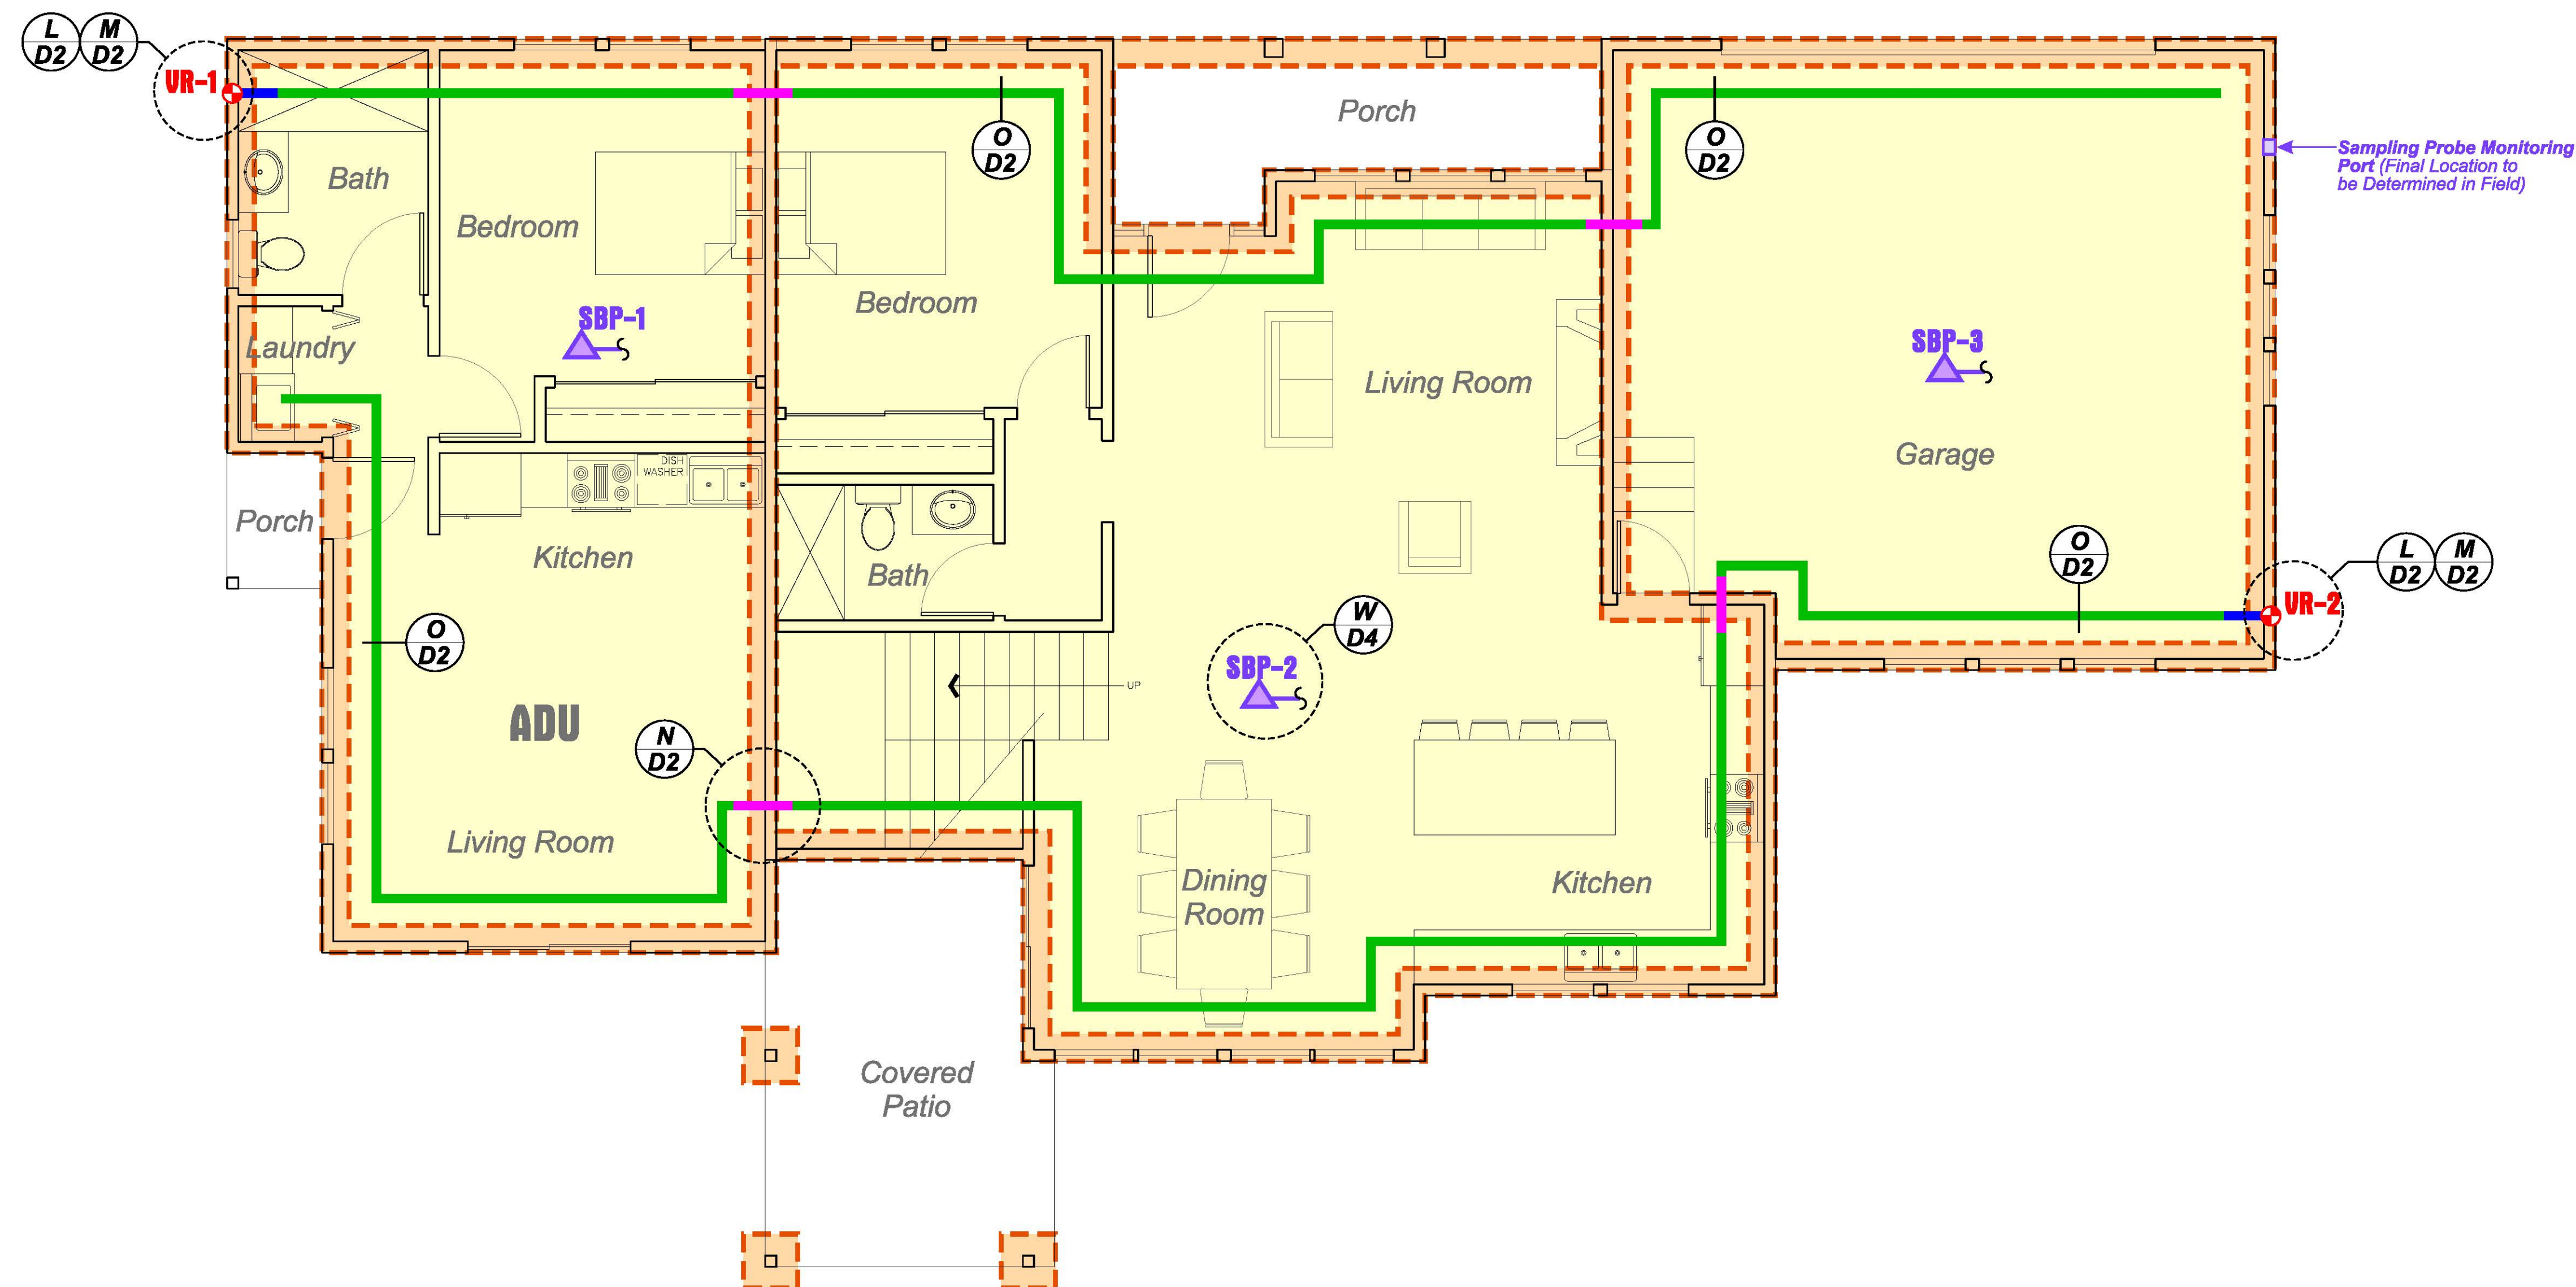 L M
D2 D2
VR-1
O
D2
Porch
O
D2
Sampling Probe Monitoring
Port (Final Location to
be Determined in Field)
Bath
Bedroom
Bedroom
SBP-1
Laundry
SBP-3
Living Room
Garage
DISH
WASHER
Porch
Kitchen
Bath
O
D2
L M
D2 D2
VR-2
O
D2
W
D4
SBP-2
UP
ADU
N
D2
Living Room
Dining
Room
Kitchen
Covered
Patio